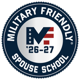 MILITARY FRIENDLY
MF
'26-27
SPOUSE SCHOOL